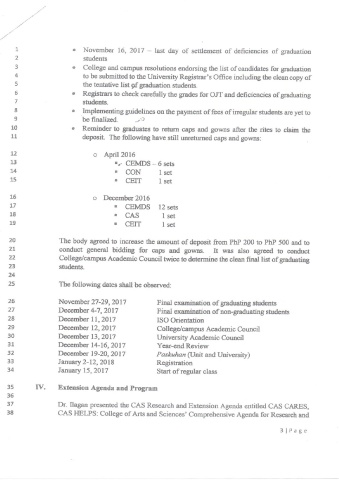 1 • November 16, 2017 – last day of settlement of deficiencies of graduation
2 students
3 • College and campus resolutions endorsing the list of candidates for graduation
4 to be submitted to the University Registrar's Office including the clean copy of
5 the tentative list of graduation students.
6 • Registrars to check carefully the grades for OJT and deficiencies of graduating
7 students.
8 • Implementing guidelines on the payment of fees of irregular students are yet to
9 be finalized.
10 • Reminder to graduates to return caps and gowns after the rites to claim the
11 deposit. The following have still unreturned caps and gowns:
12 o April 2016
13 • CEMDS – 6 sets
14 • CON 1 set
15 • CEIT 1 set
16 o December 2016
17 • CEMDS 12 sets
18 • CAS 1 set
19 • CEIT 1 set
20 The body agreed to increase the amount of deposit from PhP 200 to PhP 500 and to
21 conduct general bidding for caps and gowns. It was also agreed to conduct
22 College/campus Academic Council twice to determine the clean final list of graduating
23 students.
24
25 The following dates shall be observed:
26 November 27-29, 2017 Final examination of graduating students
27 December 4-7, 2017 Final examination of non-graduating students
28 December 11, 2017 ISO Orientation
29 December 12, 2017 College/campus Academic Council
30 December 13, 2017 University Academic Council
31 December 14-16, 2017 Year-end Review
32 December 19-20, 2017 Paskuhan (Unit and University)
33 January 2-12, 2018 Registration
34 January 15, 2017 Start of regular class
35 IV. Extension Agenda and Program
36
37 Dr. Ilagan presented the CAS Research and Extension Agenda entitled CAS CARES,
38 CAS HELPS: College of Arts and Sciences' Comprehensive Agenda for Research and
3 | Page